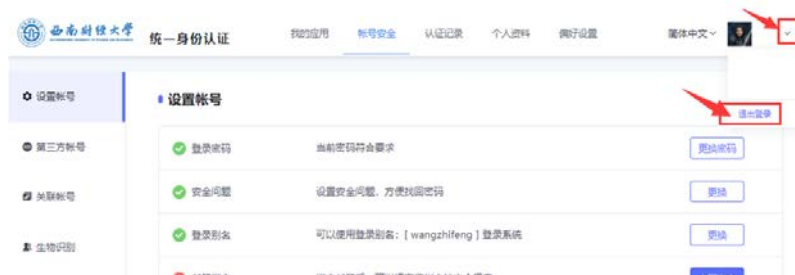 西南财经大学 统一身份认证 我的应用 帐号安全 认证记录 个人资料 偏好设置 简体中文
设置帐号 设置帐号
退出登录
第三方帐号 登录密码 当前密码符合要求 更换密码
关联帐号 安全问题 设置安全问题，方便找回密码 更换
生物识别 登录别名 可以使用登录别名：[ wangzhifeng ] 登录系统 更换